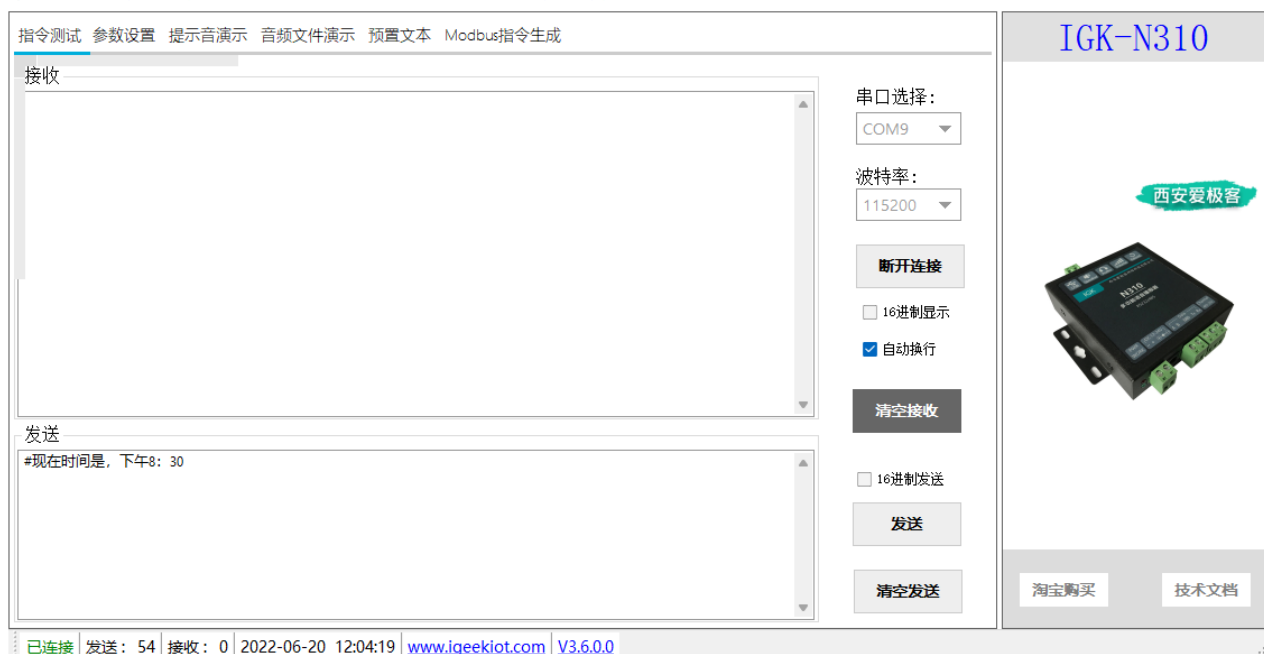 指令测试 参数设置 提示音演示 音频文件演示 预置文本 Modbus指令生成
接收
串口选择：
COM9
波特率：
115200
断开连接
16进制显示
自动换行
清空接收
发送
#现在时间是，下午8：30
16进制发送
发送
清空发送
已连接 发送： 54 接收： 0 2022-06-20 12:04:19 www.igeekiot.com V3.6.0.0
IGK-N310
西安爱极客
IGK
N310
淘宝购买 技术文档